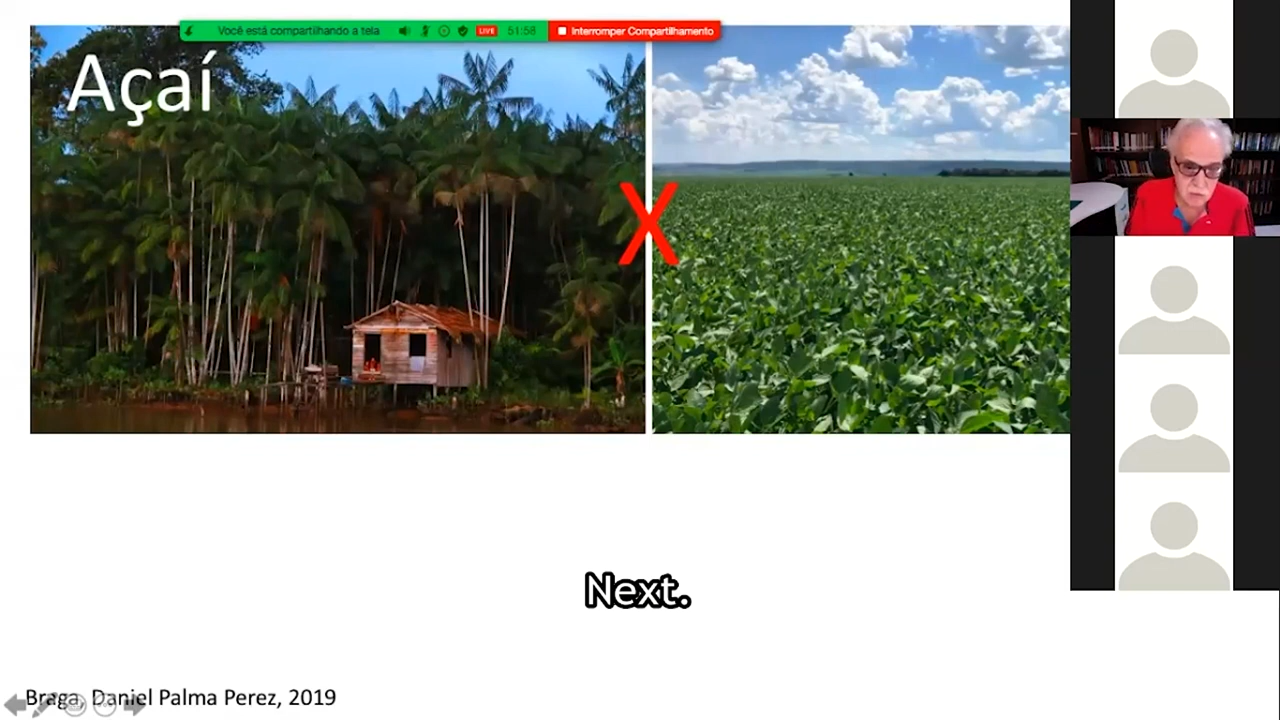 Você está compartilhando a tela LIVE 51:58 Interromper Compartilhamento
Açaí
X
Next.
Braga, Daniel Palma Perez, 2019